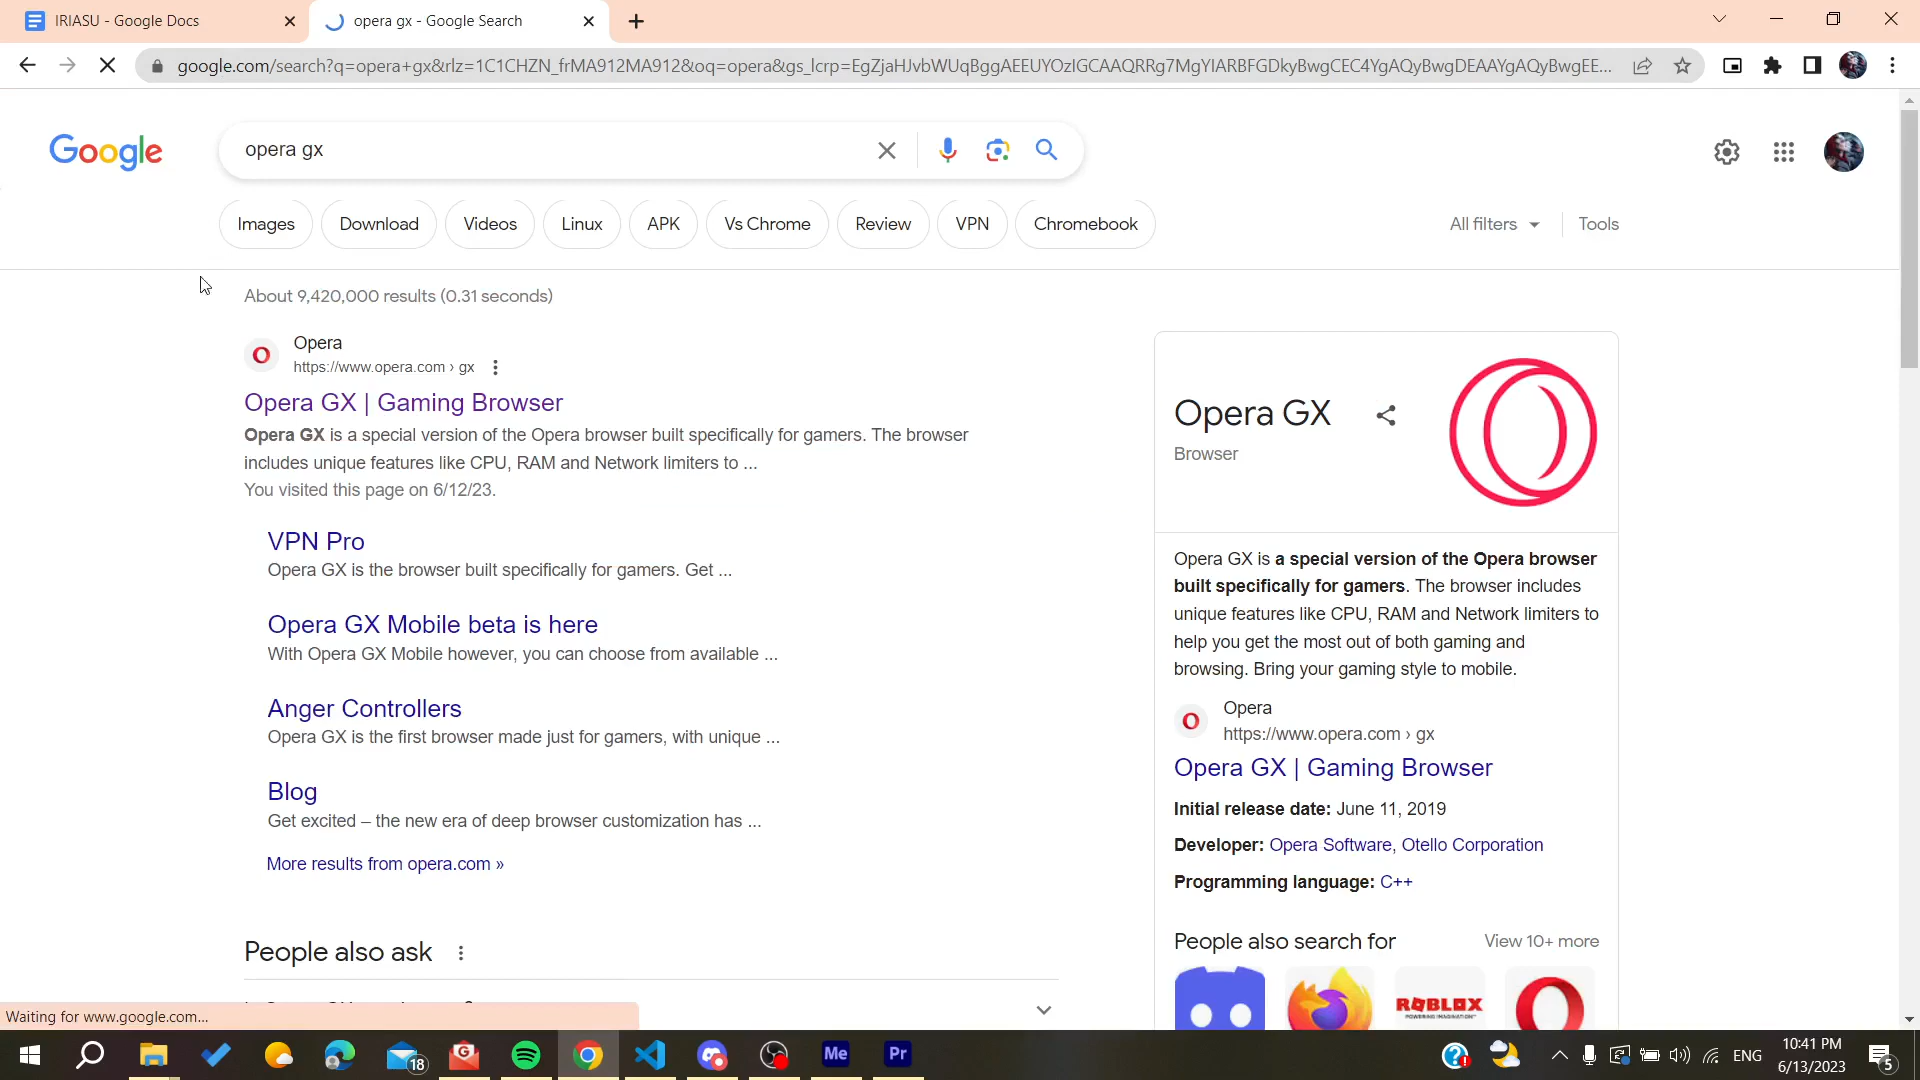 IRIASU - Google Docs
opera gx - Google Search
google.com/search?q=opera+gx&rlz=1C1CHZN_frMA912MA912&oq=opera&gs_lcrp=EgZjaHJvbWUqBggAEEUYOzIGCAAQRRg7MgYIARBFGDkyBwgCEC4YgAQyBwgDEAAYgAQyBwgEE...
Google
opera gx
Images
Download
Videos
Linux
APK
Vs Chrome
Review
VPN
Chromebook
All filters
Tools
About 9,420,000 results (0.31 seconds)
Opera
https://www.opera.com › gx
Opera GX | Gaming Browser
Opera GX is a special version of the Opera browser built specifically for gamers. The browser
includes unique features like CPU, RAM and Network limiters to ...
You visited this page on 6/12/23.
VPN Pro
Opera GX is the browser built specifically for gamers. Get ...
Opera GX Mobile beta is here
With Opera GX Mobile however, you can choose from available ...
Anger Controllers
Opera GX is the first browser made just for gamers, with unique ...
Blog
Get excited – the new era of deep browser customization has ...
More results from opera.com »
People also ask
Opera GX
Browser
Opera GX is a special version of the Opera browser
built specifically for gamers. The browser includes
unique features like CPU, RAM and Network limiters to
help you get the most out of both gaming and
browsing. Bring your gaming style to mobile.
Opera
https://www.opera.com › gx
Opera GX | Gaming Browser
Initial release date: June 11, 2019
Developer: Opera Software, Otello Corporation
Programming language: C++
People also search for
View 10+ more
ROBLOX
POWERING IMAGINATION
Waiting for www.google.com...
18
G
Me
Pr
ENG
10:41 PM
6/13/2023
5